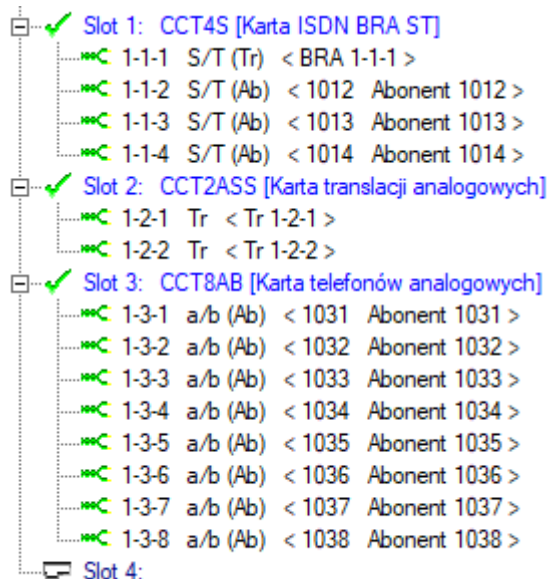 Slot 1: CCT4S [Karta ISDN BRA ST]
1-1-1 S/T (Tr) < BRA 1-1-1 >
1-1-2 S/T (Ab) < 1012 Abonent 1012 >
1-1-3 S/T (Ab) < 1013 Abonent 1013 >
1-1-4 S/T (Ab) < 1014 Abonent 1014 >
Slot 2: CCT2ASS [Karta translacji analogowych]
1-2-1 Tr < Tr 1-2-1 >
1-2-2 Tr < Tr 1-2-2 >
Slot 3: CCT8AB [Karta telefonów analogowych]
1-3-1 a/b (Ab) < 1031 Abonent 1031 >
1-3-2 a/b (Ab) < 1032 Abonent 1032 >
1-3-3 a/b (Ab) < 1033 Abonent 1033 >
1-3-4 a/b (Ab) < 1034 Abonent 1034 >
1-3-5 a/b (Ab) < 1035 Abonent 1035 >
1-3-6 a/b (Ab) < 1036 Abonent 1036 >
1-3-7 a/b (Ab) < 1037 Abonent 1037 >
1-3-8 a/b (Ab) < 1038 Abonent 1038 >
Slot 4: